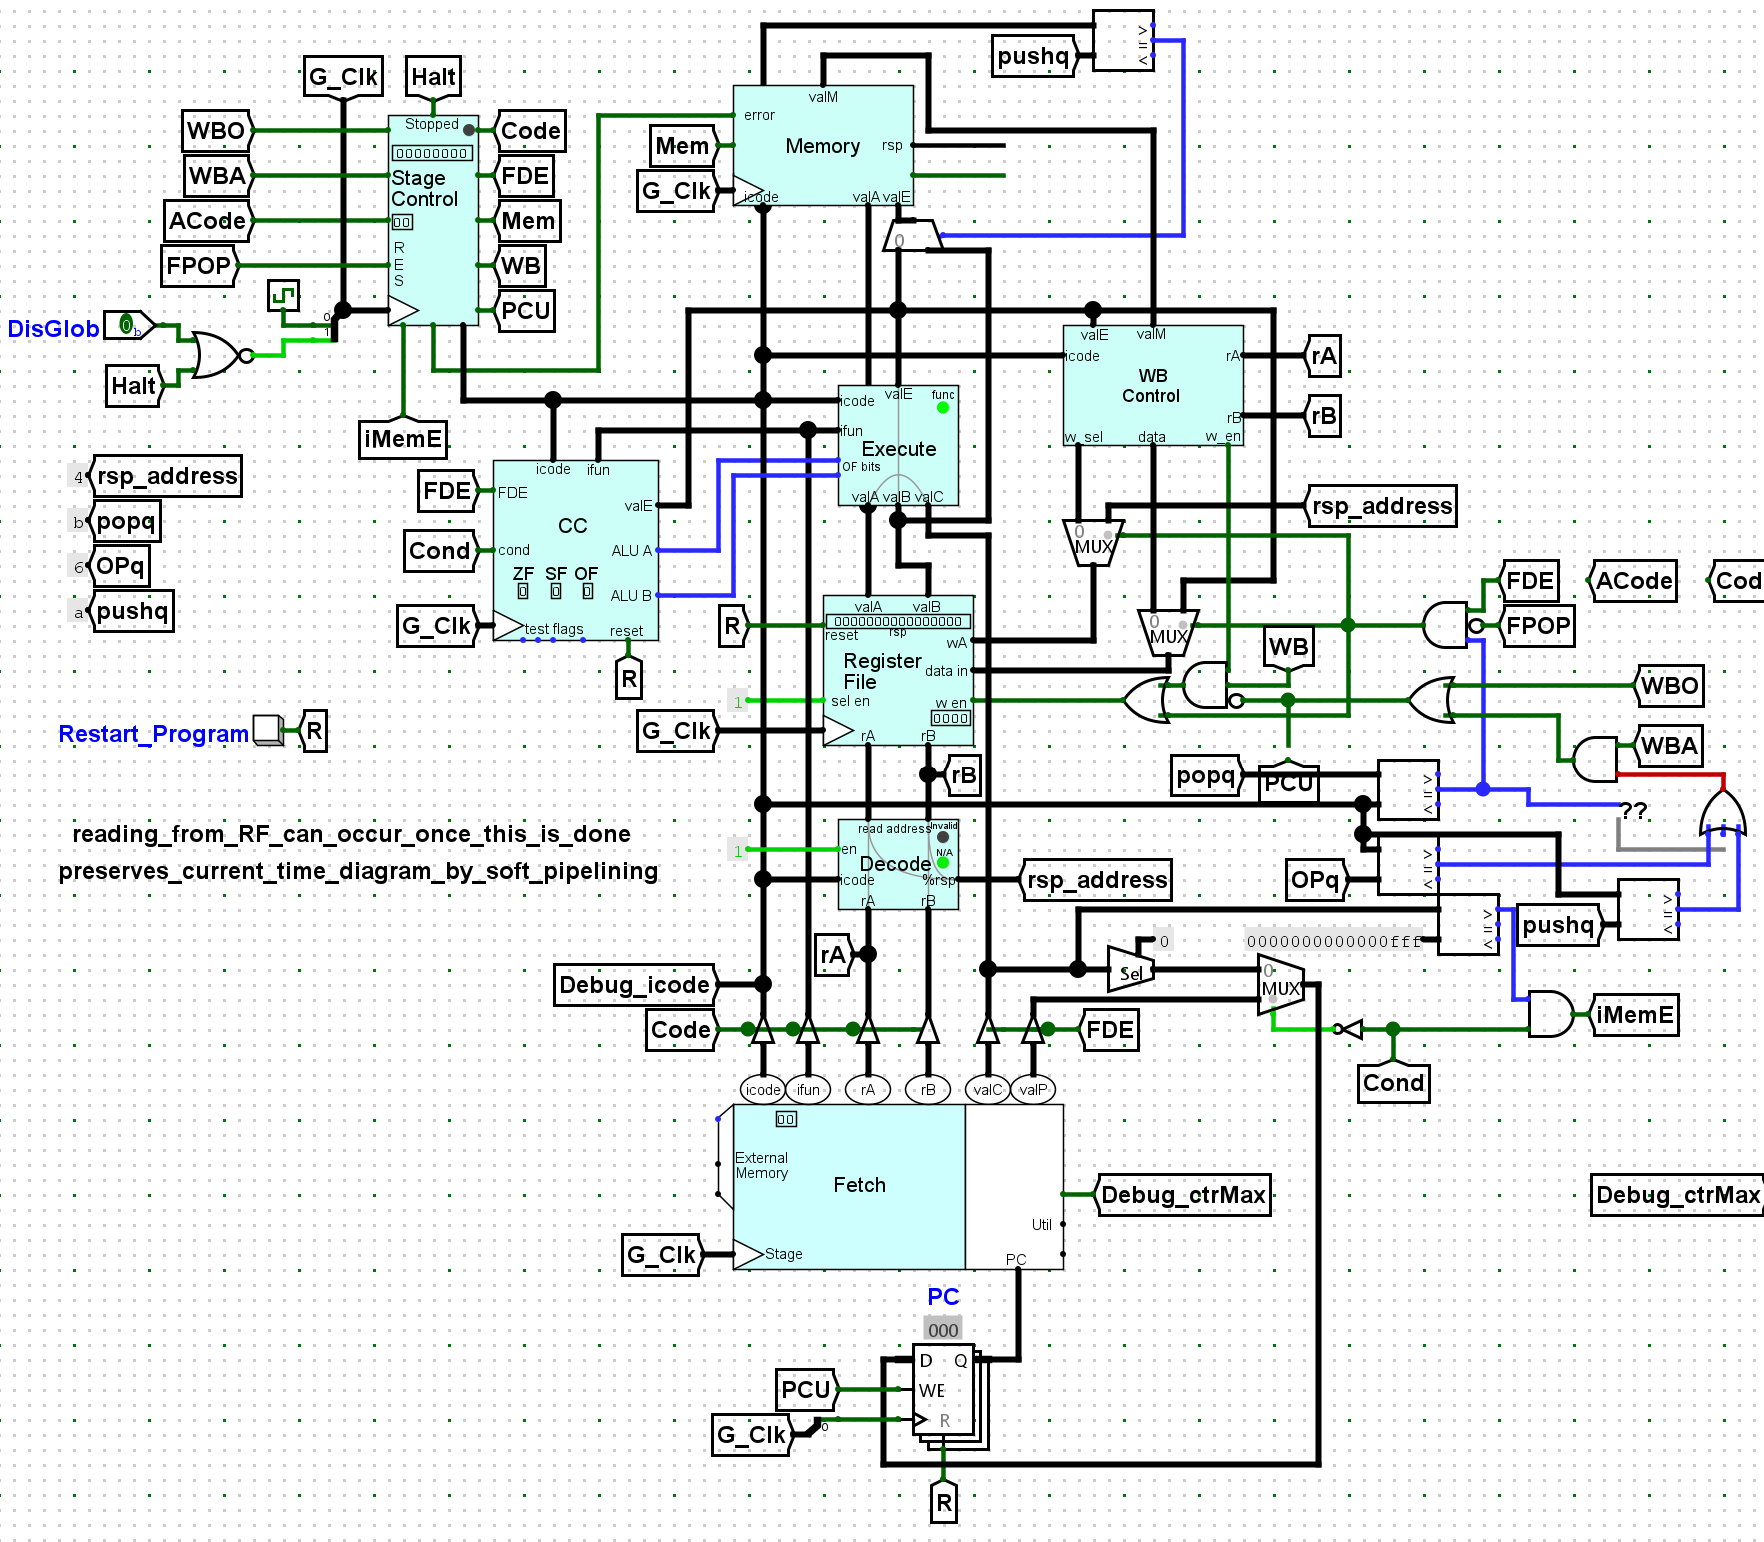 pushq
>
=
<
G_Clk
Halt
valM
error
Memory
rsp
icode
valA valE
Mem
G_Clk
WBO
WBA
ACode
FPOP
Stopped
00000000
Stage
Control
00
R
E
S
Code
FDE
Mem
WB
PCU
0
DisGlob
0b
0
1
Halt
iMemE
valE
valM
icode
rA
WB
Control
rB
w_sel
data
w_en
rA
rB
icode
valE
func
ifun
Execute
OF bits
valA valB valC
4
rsp_address
b
popq
6
OPq
a
pushq
FDE
Cond
G_Clk
icode
ifun
FDE
valE
CC
cond
ALU A
ZF SF OF
0 0 0
ALU B
test flags
reset
R
rsp_address
0
MUX
0
MUX
FDE
ACode
Cod
FPOP
R
valA
valB
0000000000000000
reset
rsp
wA
Register
File
data in
sel en
w en
0000
rA
rB
1
G_Clk
WB
WBO
WBA
Restart_Program
R
rB
popq
PCU
>
=
<
??
reading_from_RF_can_occur_once_this_is_done
preserves_current_time_diagram_by_soft_pipelining
1
read address
Invalid
en
N/A
Decode
icode
%rsp
rA
rB
rsp_address
OPq
>
=
<
pushq
>
=
<
>
=
<
rA
0
0000000000000fff
Sel
0
MUX
Debug_icode
Code
FDE
iMemE
Cond
icode
ifun
rA
rB
valC
valP
00
External
Memory
Fetch
Util
PC
Stage
G_Clk
Debug_ctrMax
Debug_ctrMax
PC
000
D
Q
WE
R
PCU
G_Clk
0
R